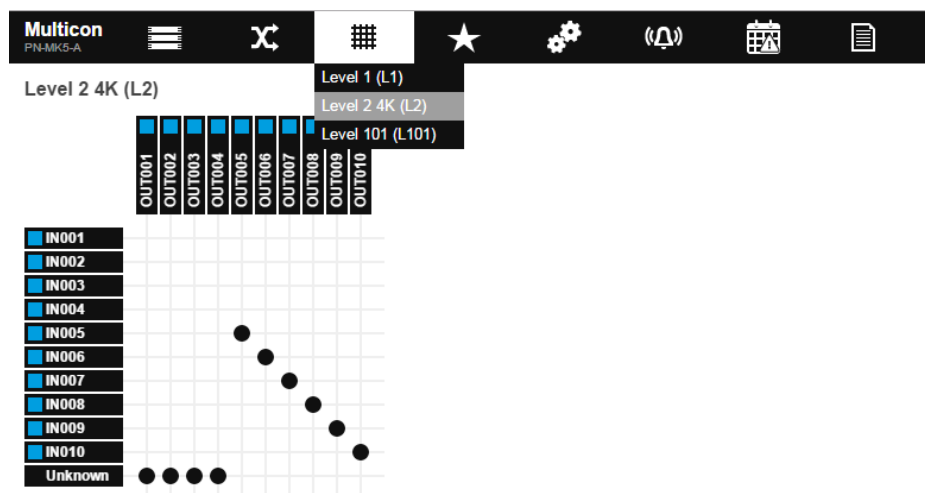 Multicon
PN-MK5-A
Level 2 4K (L2)
Level 1 (L1)
Level 2 4K (L2)
Level 101 (L101)
OUT001
OUT002
OUT003
OUT004
OUT005
OUT006
OUT007
OUT008
OUT009
OUT010
IN001
IN002
IN003
IN004
IN005
IN006
IN007
IN008
IN009
IN010
Unknown